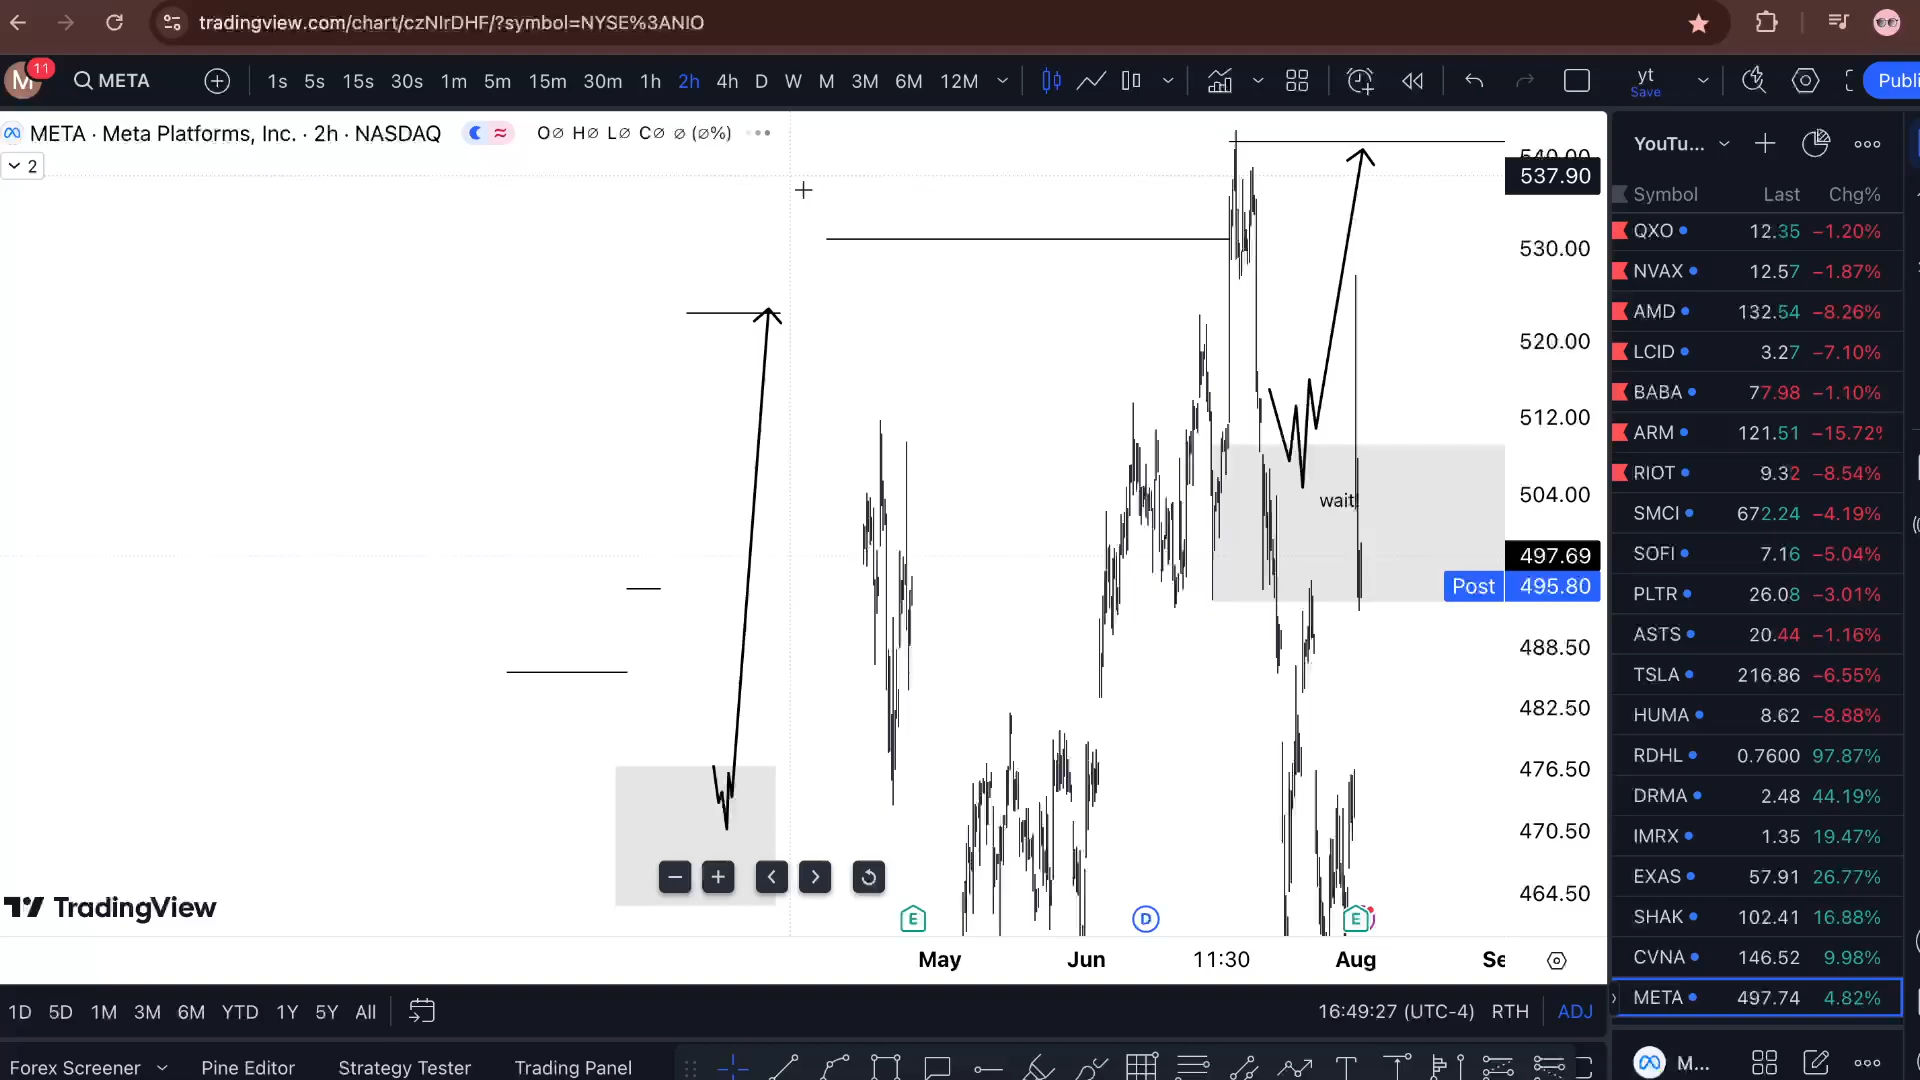 tradingview.com/chart/czNIrDHF/?symbol=NYSE%3ANIO
M 11 META 1s 5s 15s 30s 1m 5m 15m 30m 1h 2h 4h D W M 3M 6M 12M yt Save Publi
META · Meta Platforms, Inc. · 2h · NASDAQ O∅ H∅ L∅ C∅ ∅ (∅%)
2
540.00
537.90
530.00
520.00
512.00
504.00
wait!
497.69
Post 495.80
488.50
482.50
476.50
470.50
464.50
E D E
TradingView
May Jun 11:30 Aug Se
1D 5D 1M 3M 6M YTD 1Y 5Y All 16:49:27 (UTC-4) RTH ADJ
Forex Screener Pine Editor Strategy Tester Trading Panel
YouTu...
Symbol Last Chg%
QXO 12.35 −1.20%
NVAX 12.57 −1.87%
AMD 132.54 −8.26%
LCID 3.27 −7.10%
BABA 77.98 −1.10%
ARM 121.51 −15.72%
RIOT 9.32 −8.54%
SMCI 672.24 −4.19%
SOFI 7.16 −5.04%
PLTR 26.08 −3.01%
ASTS 20.44 −1.16%
TSLA 216.86 −6.55%
HUMA 8.62 −8.88%
RDHL 0.7600 97.87%
DRMA 2.48 44.19%
IMRX 1.35 19.47%
EXAS 57.91 26.77%
SHAK 102.41 16.88%
CVNA 146.52 9.98%
META 497.74 4.82%
M...